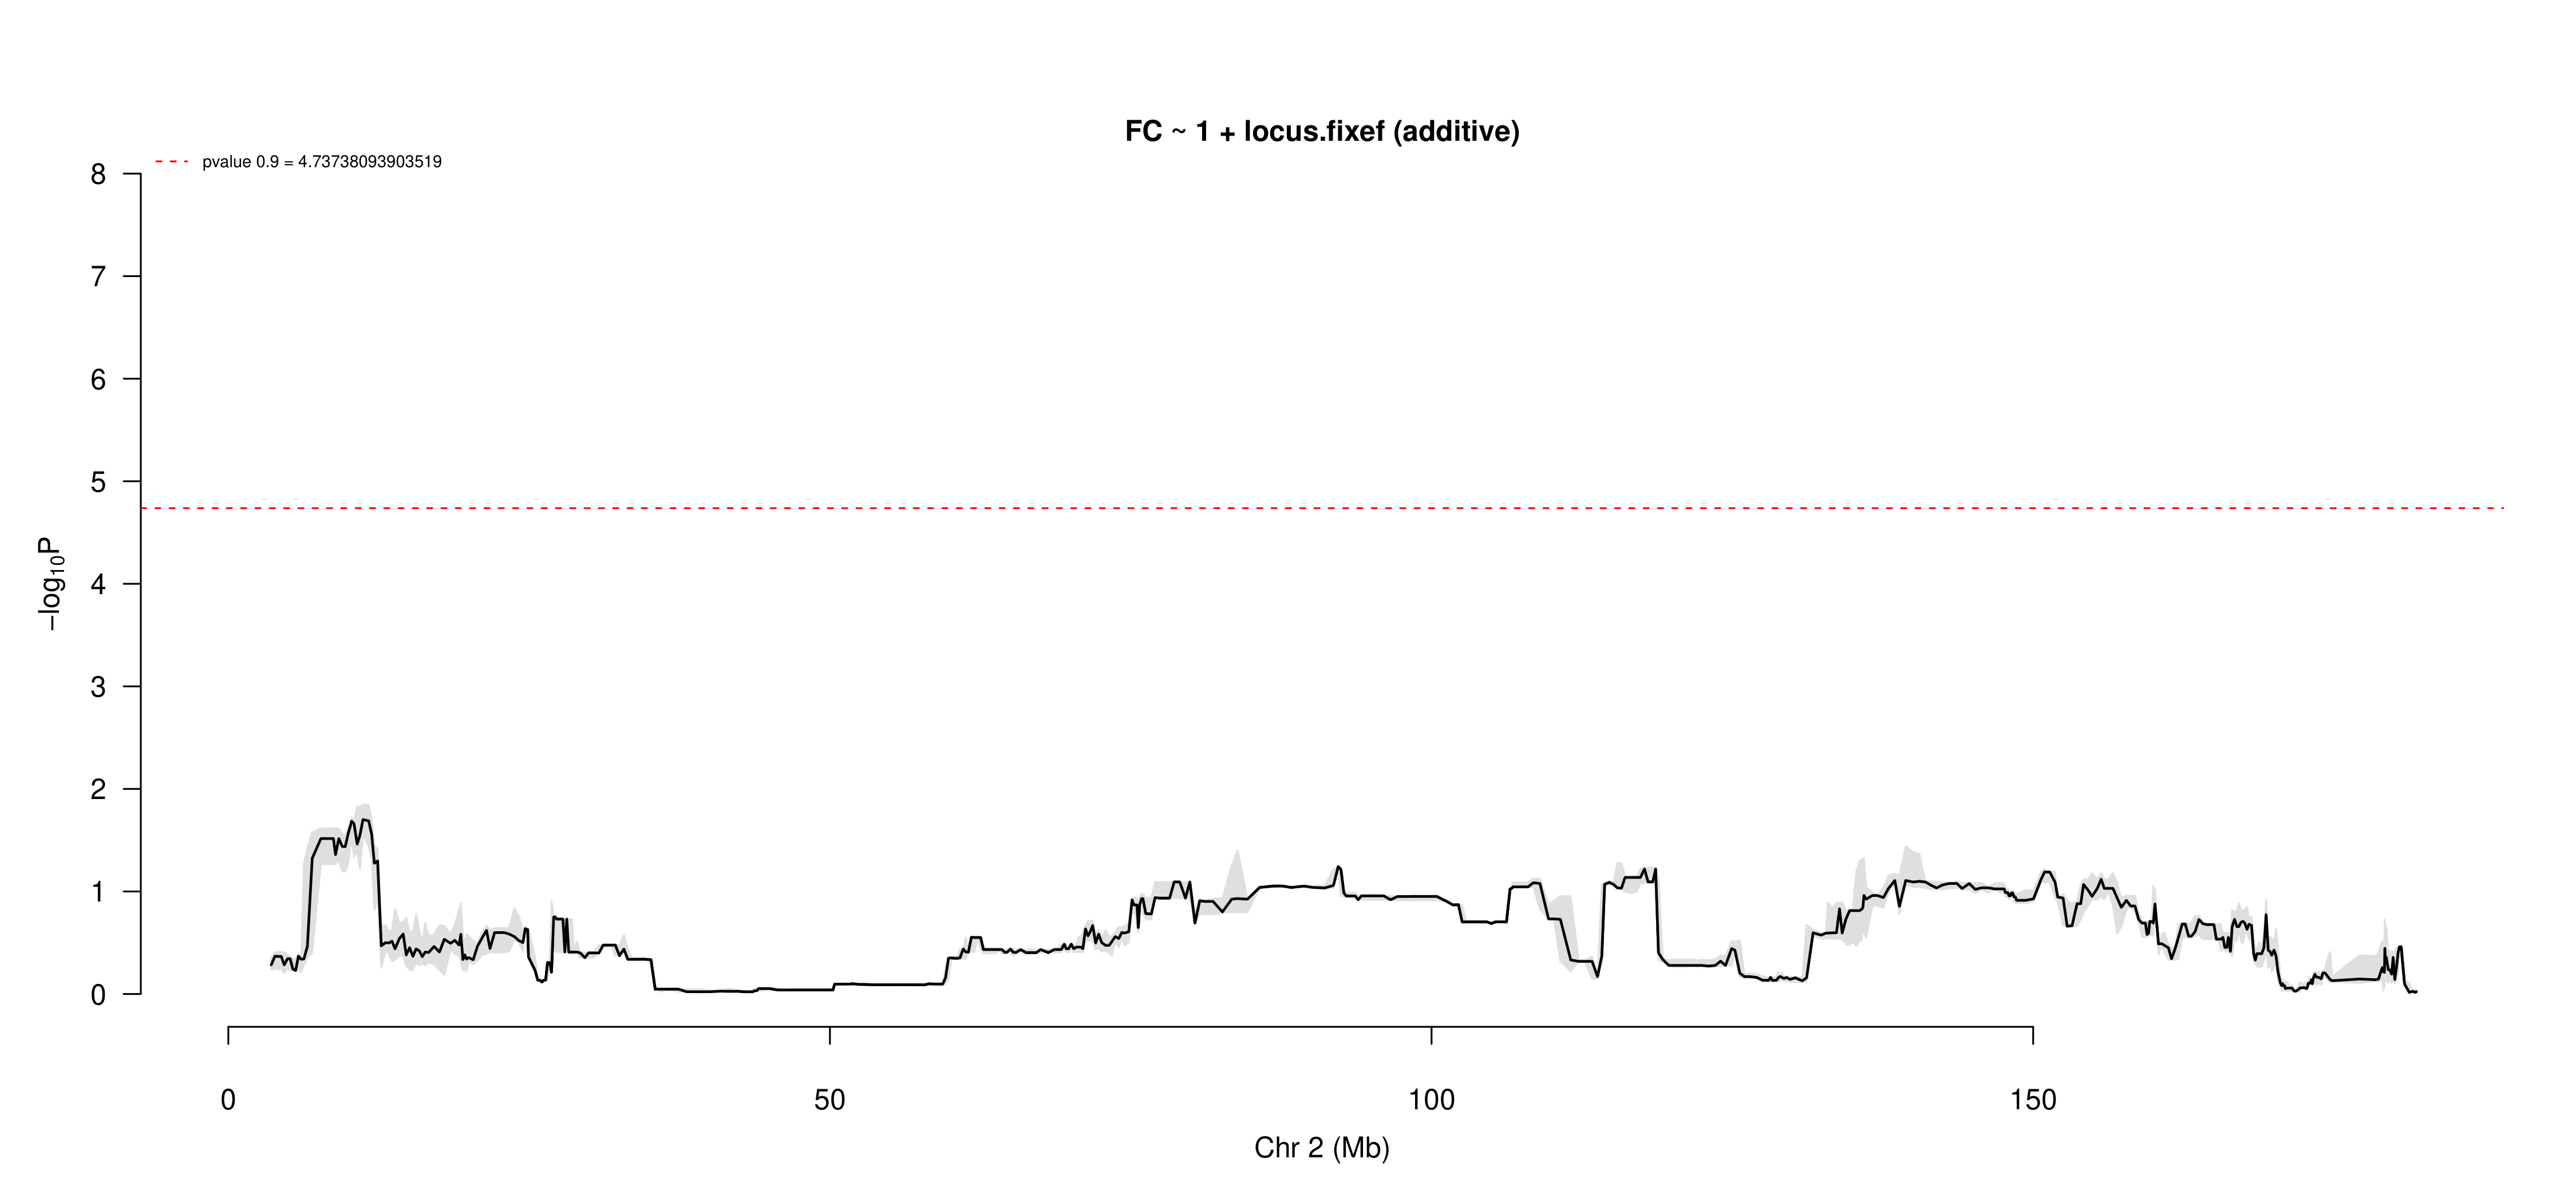 FC ~ 1 + locus.fixef (additive)
pvalue 0.9 = 4.73738093903519
8
7
6
5
4
3
2
1
0
−log10P
0 50 100 150
Chr 2 (Mb)